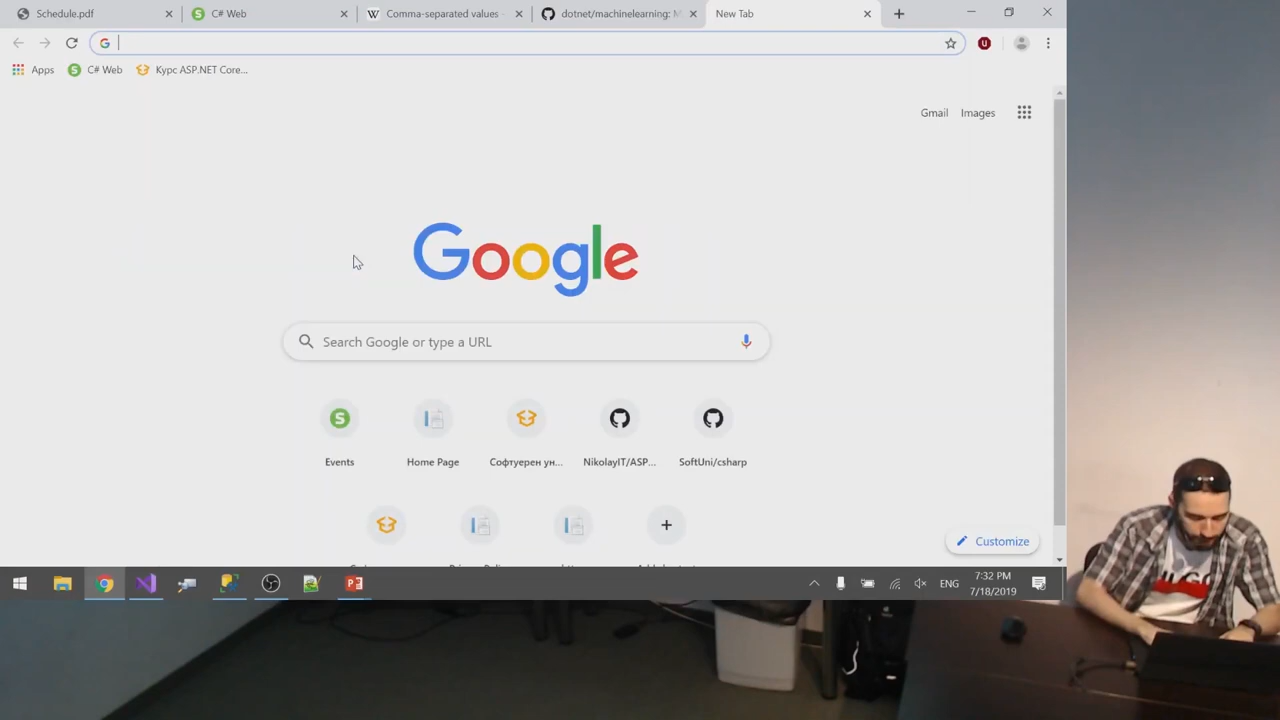 Schedule.pdf
C# Web
Comma-separated values -
dotnet/machinelearning: M
New Tab
Apps
C# Web
Курс ASP.NET Core...
Gmail
Images
Google
Search Google or type a URL
Events
Home Page
Софтуерен ун...
NikolayIT/ASP...
SoftUni/csharp
Customize
ENG
7:32 PM
7/18/2019